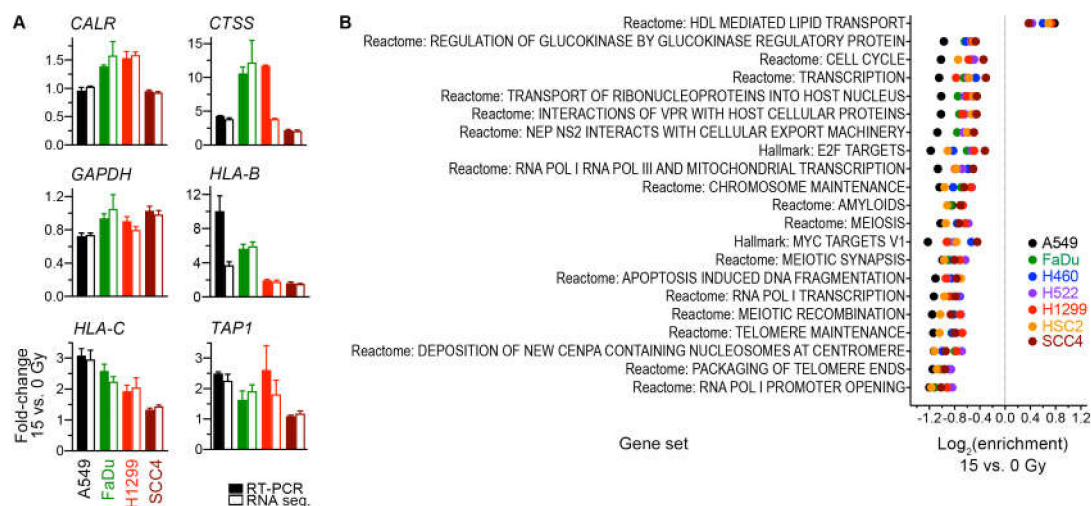 A
CALR
CTSS
1.5
1.0
0.5
0.0
15
10
5
0
GAPDH
HLA-B
1.2
0.8
0.4
0.0
12
8
4
0
HLA-C
TAP1
3
2
1
0
3
2
1
0
Fold-change
15 vs. 0 Gy
A549
FaDu
H1299
SCC4
RT-PCR
RNA seq.
B
Reactome: HDL MEDIATED LIPID TRANSPORT
Reactome: REGULATION OF GLUCOKINASE BY GLUCOKINASE REGULATORY PROTEIN
Reactome: CELL CYCLE
Reactome: TRANSCRIPTION
Reactome: TRANSPORT OF RIBONUCLEOPROTEINS INTO HOST NUCLEUS
Reactome: INTERACTIONS OF VPR WITH HOST CELLULAR PROTEINS
Reactome: NEP NS2 INTERACTS WITH CELLULAR EXPORT MACHINERY
Hallmark: E2F TARGETS
Reactome: RNA POL I RNA POL III AND MITOCHONDRIAL TRANSCRIPTION
Reactome: CHROMOSOME MAINTENANCE
Reactome: AMYLOIDS
Reactome: MEIOSIS
Hallmark: MYC TARGETS V1
Reactome: MEIOTIC SYNAPSIS
Reactome: APOPTOSIS INDUCED DNA FRAGMENTATION
Reactome: RNA POL I TRANSCRIPTION
Reactome: MEIOTIC RECOMBINATION
Reactome: TELOMERE MAINTENANCE
Reactome: DEPOSITION OF NEW CENPA CONTAINING NUCLEOSOMES AT CENTROMERE
Reactome: PACKAGING OF TELOMERE ENDS
Reactome: RNA POL I PROMOTER OPENING
A549
FaDu
H460
H522
H1299
HSC2
SCC4
-1.2 -0.8 -0.4 0.0 0.4 0.8 1.2
Gene set
Log2(enrichment)
15 vs. 0 Gy